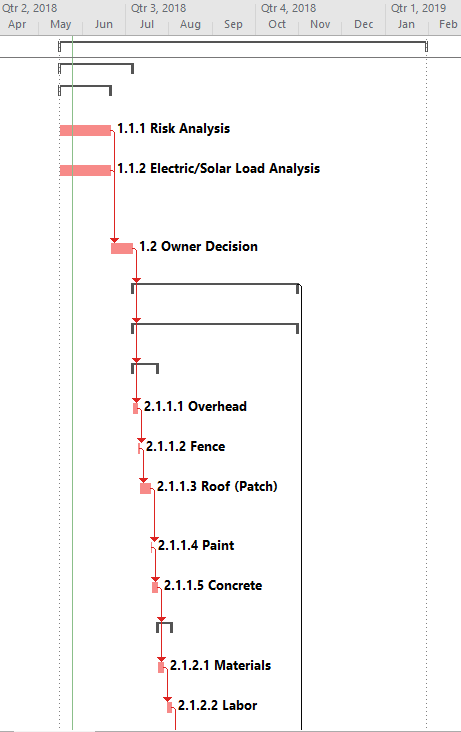 Qtr 2, 2018 Qtr 3, 2018 Qtr 4, 2018 Qtr 1, 2019
Apr May Jun Jul Aug Sep Oct Nov Dec Jan Feb
1.1.1 Risk Analysis
1.1.2 Electric/Solar Load Analysis
1.2 Owner Decision
2.1.1.1 Overhead
2.1.1.2 Fence
2.1.1.3 Roof (Patch)
2.1.1.4 Paint
2.1.1.5 Concrete
2.1.2.1 Materials
2.1.2.2 Labor